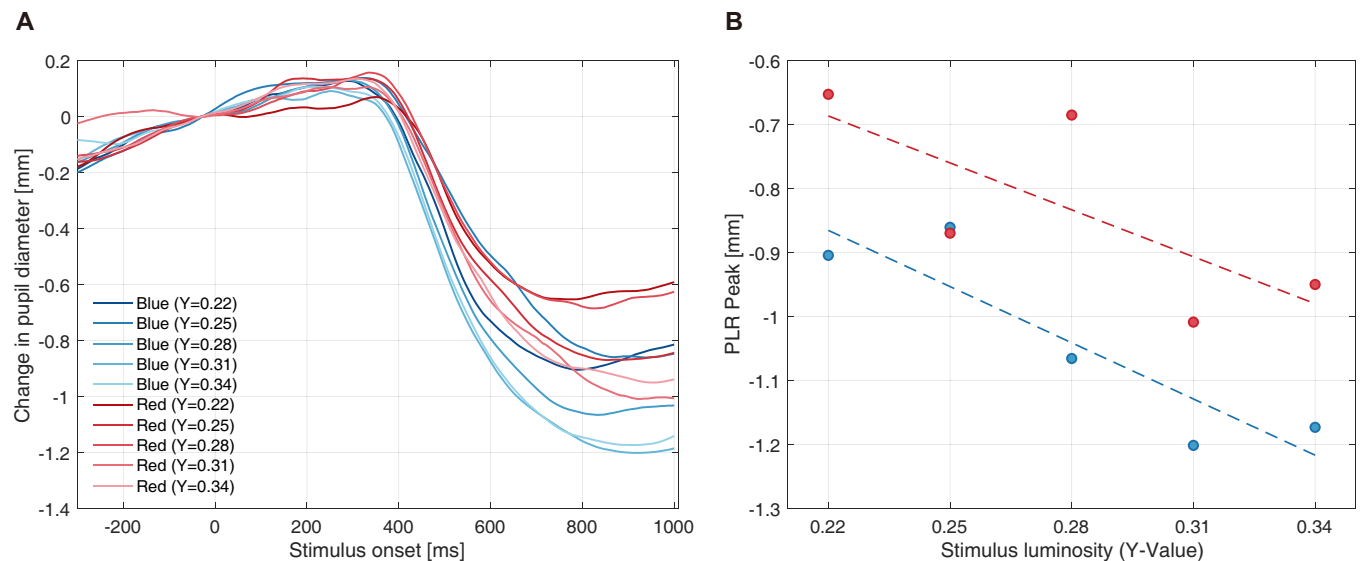 A
Change in pupil diameter [mm]
0.2
0
-0.2
-0.4
-0.6
-0.8
-1
-1.2
-1.4
Blue (Y=0.22)
Blue (Y=0.25)
Blue (Y=0.28)
Blue (Y=0.31)
Blue (Y=0.34)
Red (Y=0.22)
Red (Y=0.25)
Red (Y=0.28)
Red (Y=0.31)
Red (Y=0.34)
-200 0 200 400 600 800 1000
Stimulus onset [ms]
B
PLR Peak [mm]
-0.6
-0.7
-0.8
-0.9
-1
-1.1
-1.2
-1.3
0.22 0.25 0.28 0.31 0.34
Stimulus luminosity (Y-Value)